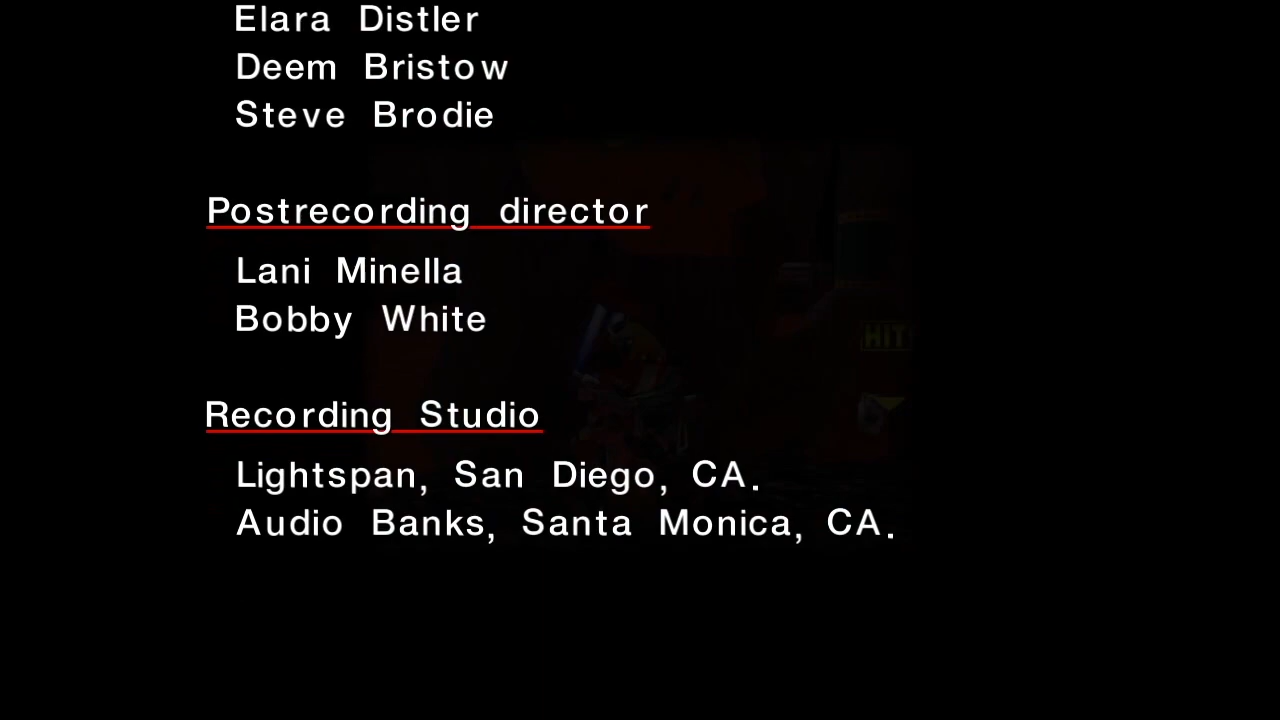 Elara Distler
Deem Bristow
Steve Brodie
Postrecording director
Lani Minella
Bobby White
HIT
Recording Studio
Lightspan, San Diego, CA.
Audio Banks, Santa Monica, CA.